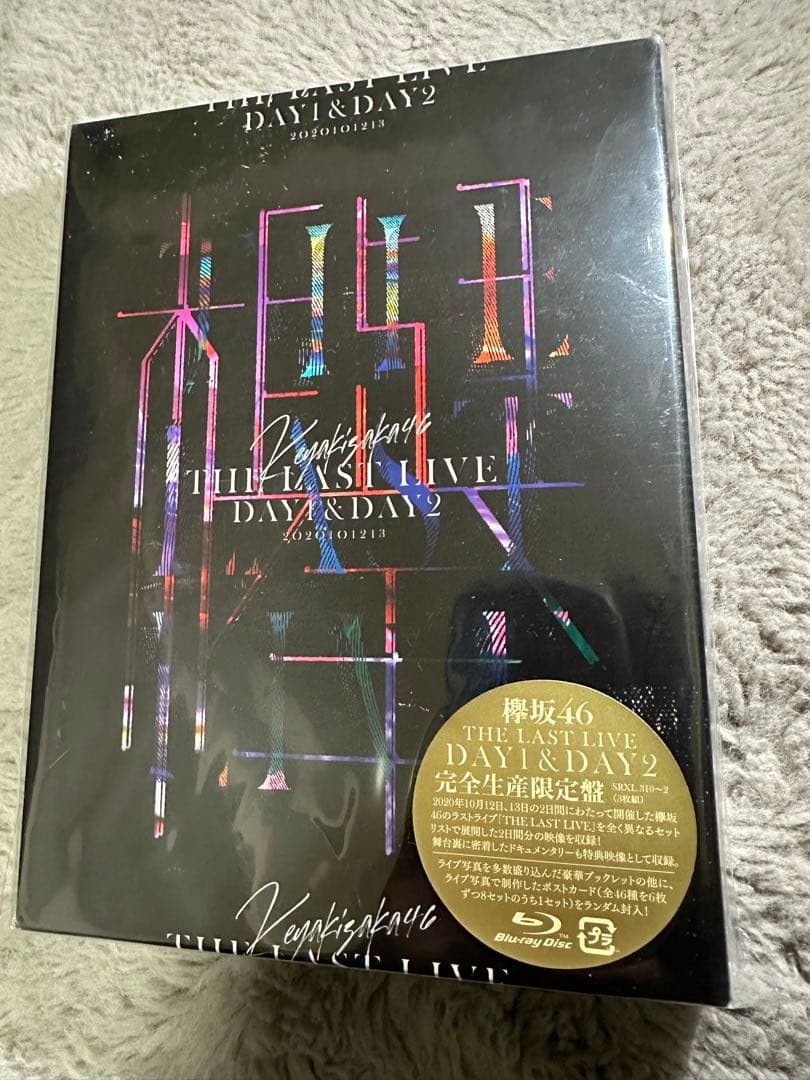 THE LAST LIVE
DAY1&DAY2
2020101213
欅
Keyakisaka46
THE LAST LIVE
DAY1&DAY2
2020101213
欅坂46
THE LAST LIVE
DAY1&DAY2
完全生産限定盤 SRXL 310~2 (3枚組)
2020年10月12日、13日の2日間にわたって開催した欅坂
46のラストライブ「THE LAST LIVE」を全く異なるセット
リストで展開した2日間分の映像を収録!
舞台裏に密着したドキュメンタリーも特典映像として収録。
ライブ写真を多数盛り込んだ豪華ブックレットの他に、
ライブ写真で制作したポストカード(全46種を6枚
ずつ8セットのうち1セット)をランダム封入!
Blu-ray Disc
プラ
Keyakisaka46
THE LAST LIVE